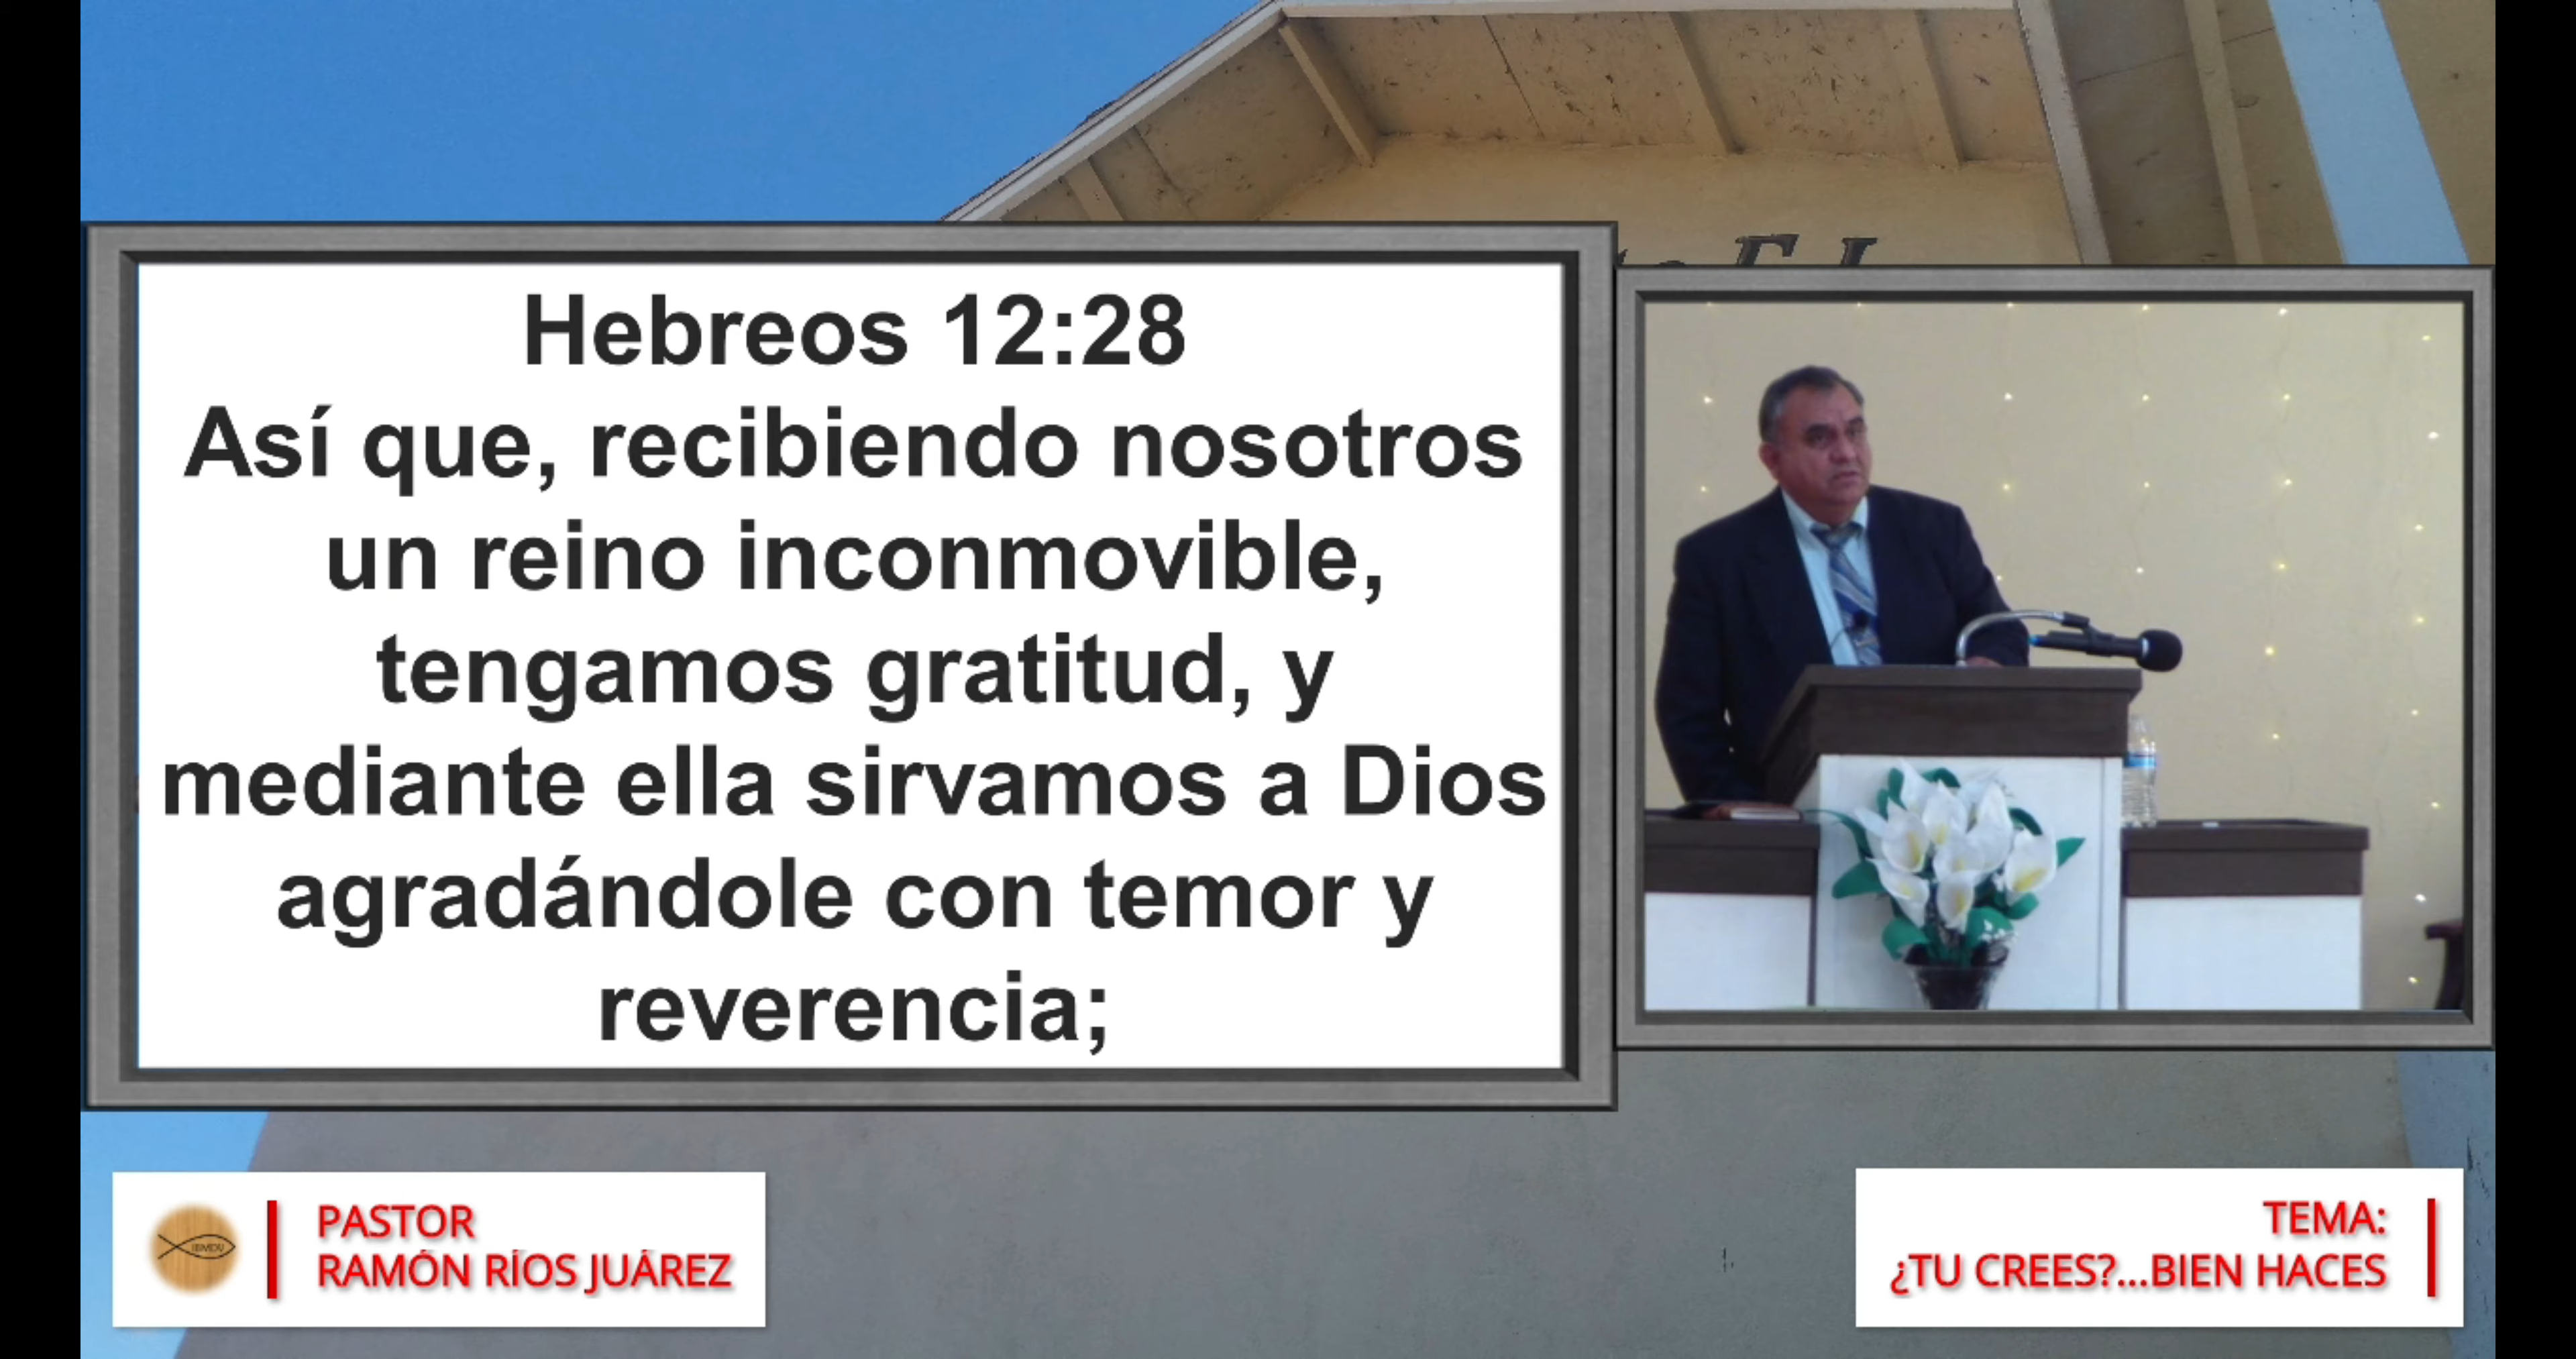 Hebreos 12:28
Así que, recibiendo nosotros
un reino inconmovible,
tengamos gratitud, y
mediante ella sirvamos a Dios
agradándole con temor y
reverencia;
PASTOR
RAMÓN RÍOS JUÁREZ
TEMA:
¿TU CREES?...BIEN HACES